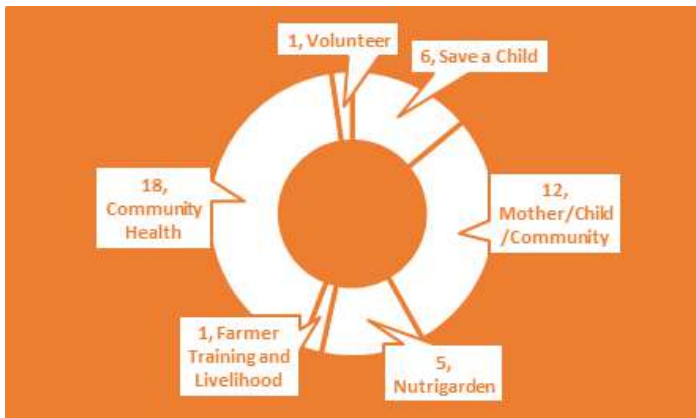 1, Volunteer
6, Save a Child
12,
Mother/Child
/Community
5,
Nutrigarden
1, Farmer
Training and
Livelihood
18,
Community
Health